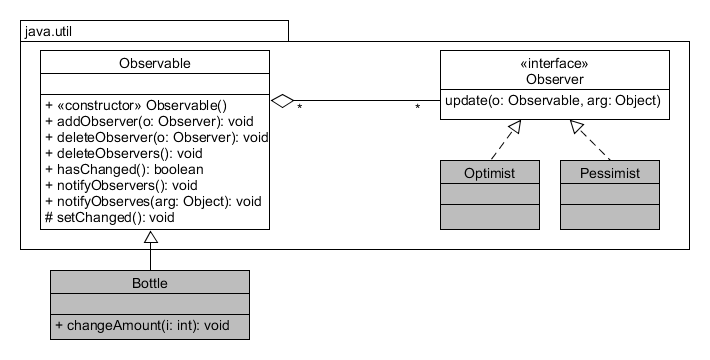 java.util
Observable
+ «constructor» Observable()
+ addObserver(o: Observer): void
+ deleteObserver(o: Observer): void
+ deleteObservers(): void
+ hasChanged(): boolean
+ notifyObservers(): void
+ notifyObserves(arg: Object): void
# setChanged(): void
*
*
«interface»
Observer
update(o: Observable, arg: Object)
Optimist
Pessimist
Bottle
+ changeAmount(i: int): void